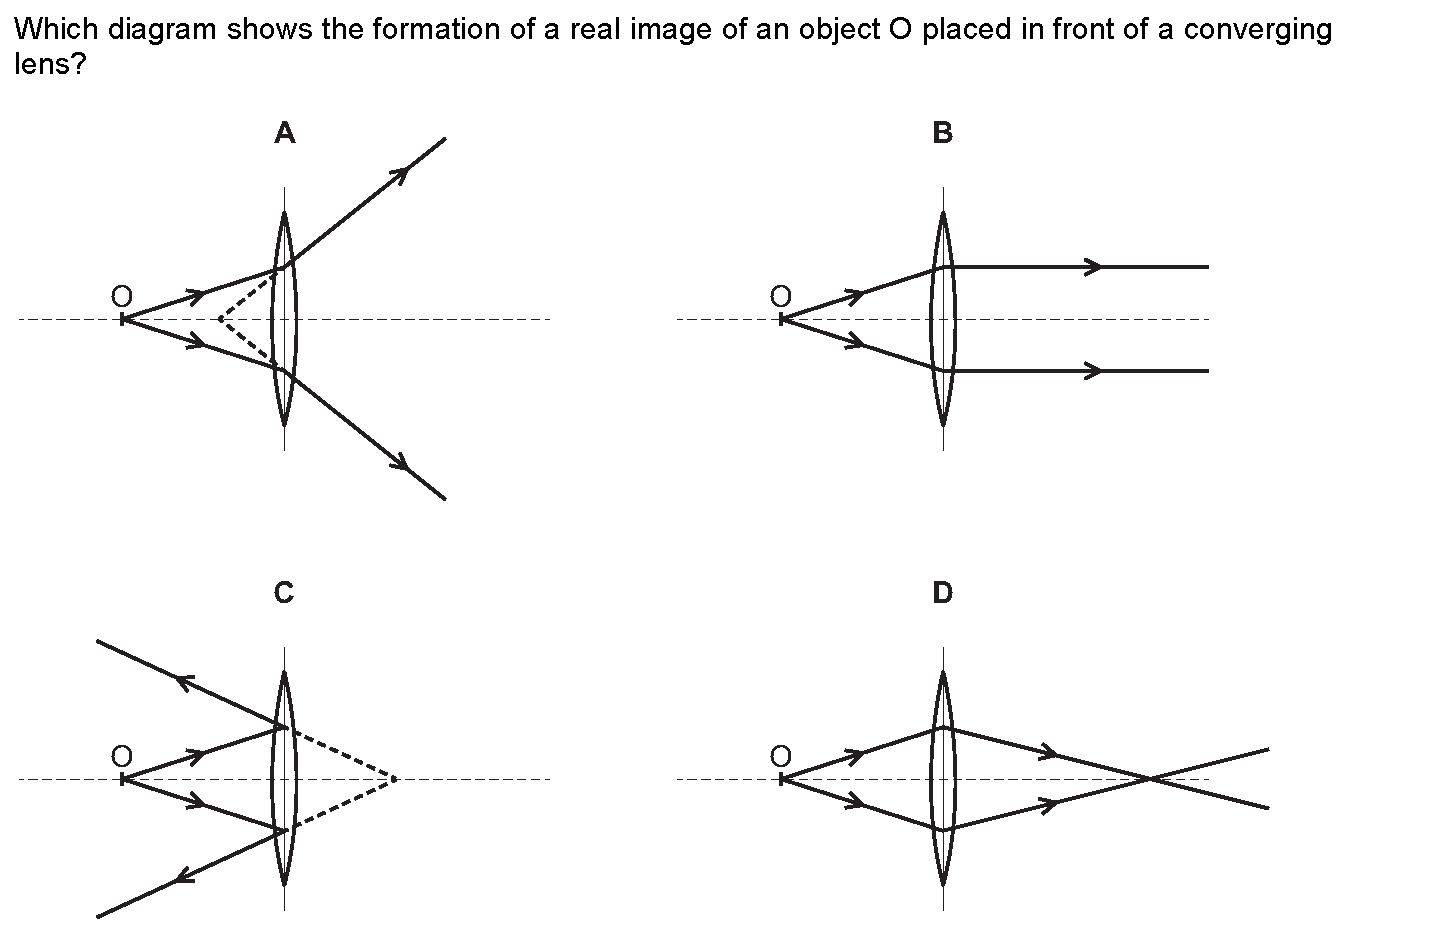 Which diagram shows the formation of a real image of an object O placed in front of a converging
lens?
A
B
O
O
C
D
O
O